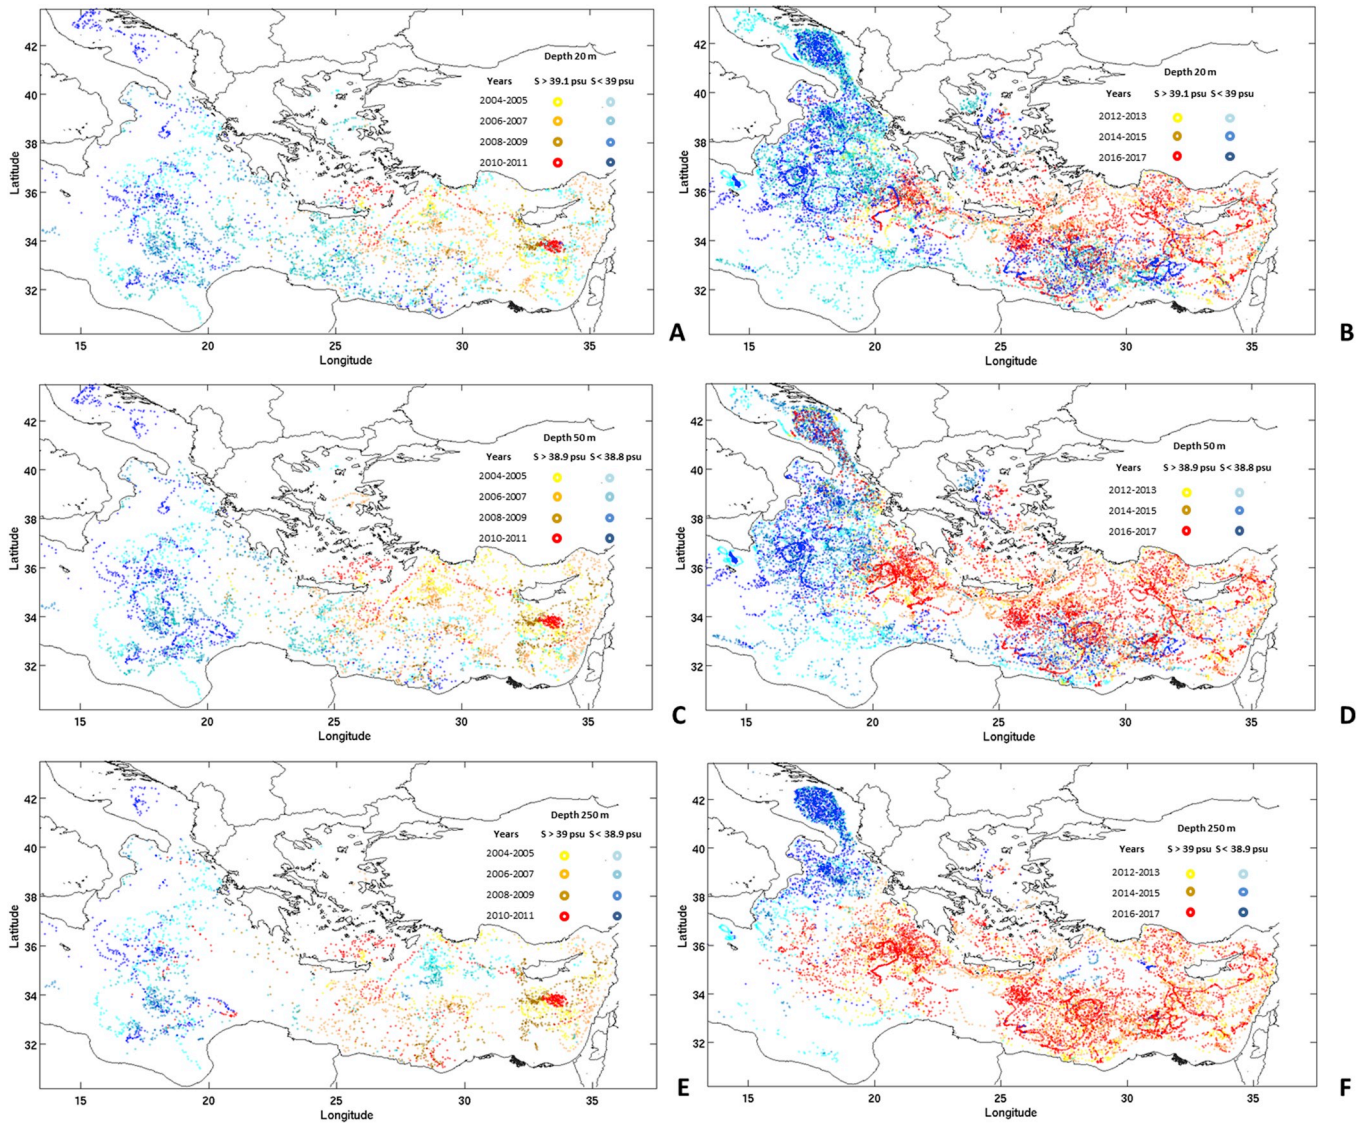 42
40
38
36
34
32
Latitude
15
20
25
30
35
Longitude
Depth 20 m
Years S > 39.1 psu S < 39 psu
2004-2005
2006-2007
2008-2009
2010-2011
A
42
40
38
36
34
32
Latitude
15
20
25
30
35
Longitude
Depth 20 m
Years S > 39.1 psu S < 39 psu
2012-2013
2014-2015
2016-2017
B
42
40
38
36
34
32
Latitude
15
20
25
30
35
Longitude
Depth 50 m
Years S > 38.9 psu S < 38.8 psu
2004-2005
2006-2007
2008-2009
2010-2011
C
42
40
38
36
34
32
Latitude
15
20
25
30
35
Longitude
Depth 50 m
Years S > 38.9 psu S < 38.8 psu
2012-2013
2014-2015
2016-2017
D
42
40
38
36
34
32
Latitude
15
20
25
30
35
Longitude
Depth 250 m
Years S > 39 psu S < 38.9 psu
2004-2005
2006-2007
2008-2009
2010-2011
E
42
40
38
36
34
32
Latitude
15
20
25
30
35
Longitude
Depth 250 m
Years S > 39 psu S < 38.9 psu
2012-2013
2014-2015
2016-2017
F